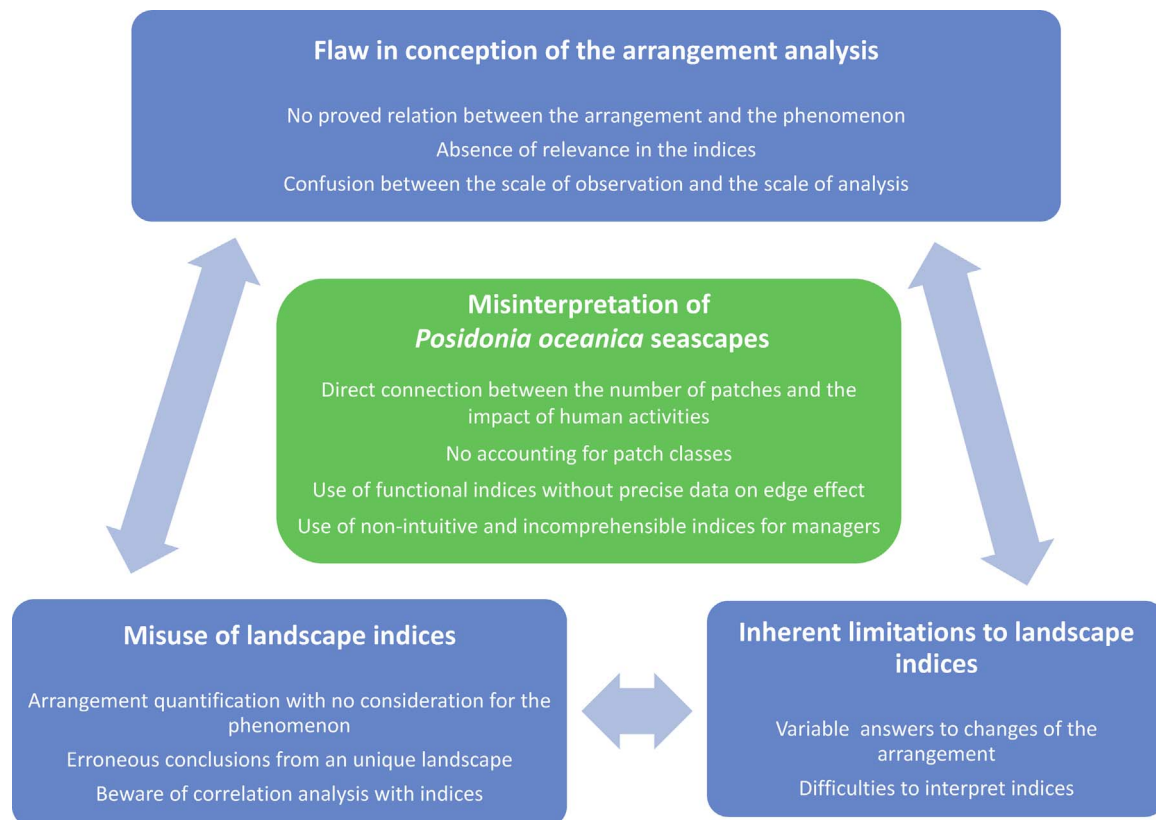 Flaw in conception of the arrangement analysis
No proved relation between the arrangement and the phenomenon
Absence of relevance in the indices
Confusion between the scale of observation and the scale of analysis
Misinterpretation of
Posidonia oceanica seascapes
Direct connection between the number of patches and the
impact of human activities
No accounting for patch classes
Use of functional indices without precise data on edge effect
Use of non-intuitive and incomprehensible indices for managers
Misuse of landscape indices
Arrangement quantification with no consideration for the
phenomenon
Erroneous conclusions from an unique landscape
Beware of correlation analysis with indices
Inherent limitations to landscape
indices
Variable answers to changes of the
arrangement
Difficulties to interpret indices